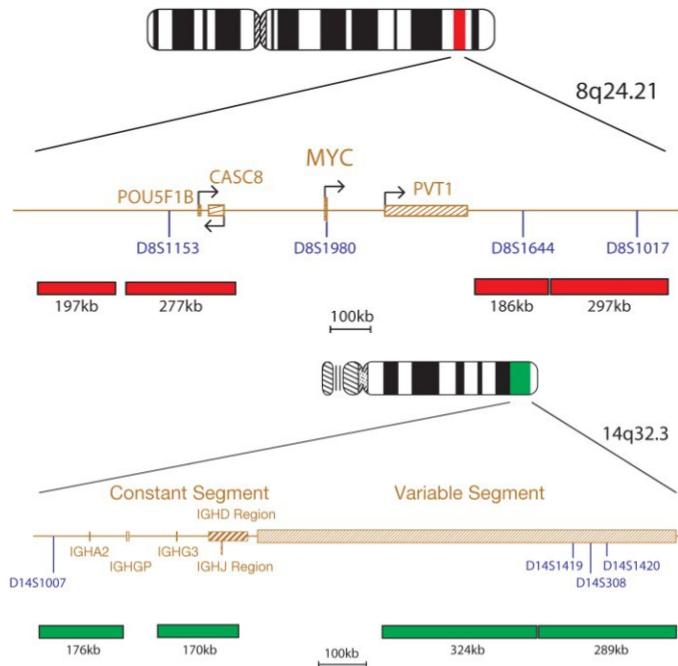 8q24.21
MYC
CASC8
PVT1
POU5F1B
D8S1153
D8S1980
D8S1644
D8S1017
197kb
277kb
186kb
297kb
100kb
14q32.3
Constant Segment
Variable Segment
IGHD Region
IGHA2
IGHG3
IGHJ Region
IGHGP
D14S1007
D14S1419
D14S1420
D14S308
176kb
170kb
100kb
324kb
289kb